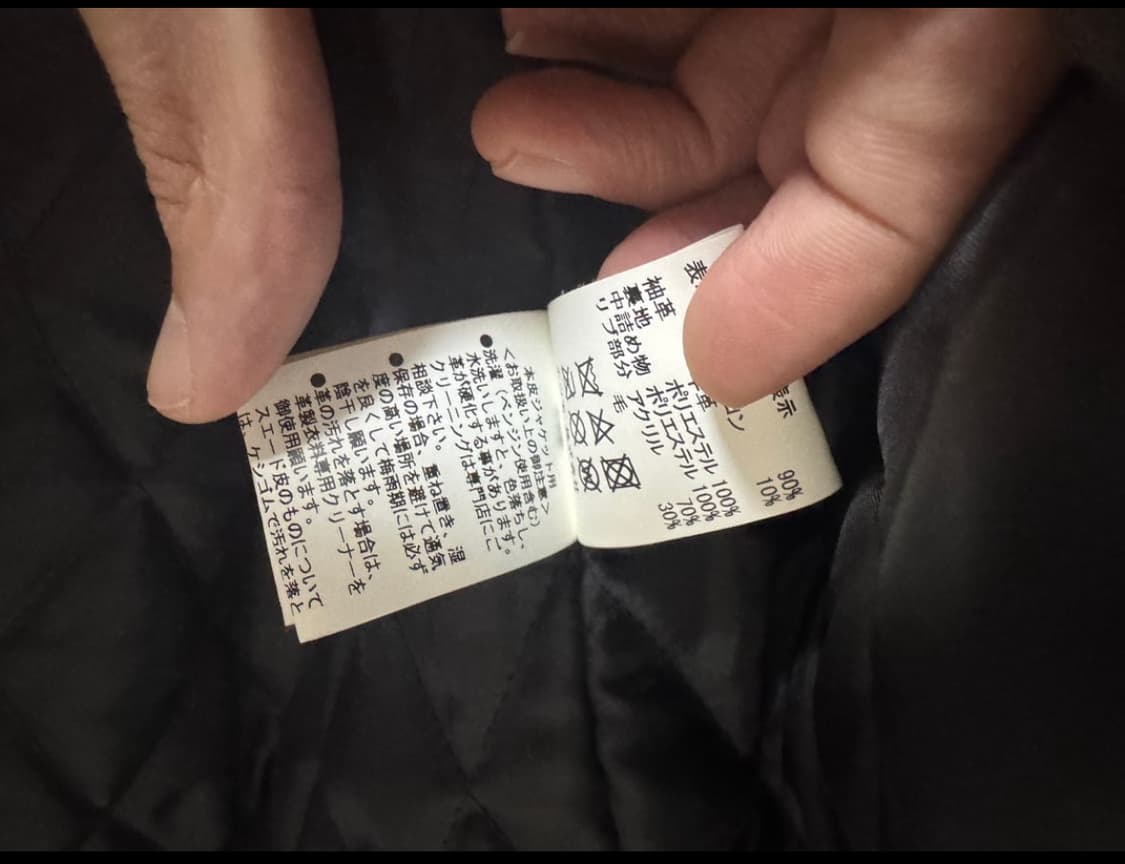 表示
表 90%
ン 10%
袖革 革
裏地 ポリエステル 100%
中詰め物 ポリエステル 100%
リブ部分 アクリル 70%
毛 30%
本皮ジャケット用
<お取扱い上の御注意>
●洗濯(ベンジン使用含む)
水洗いしますと、色落ちし、
革が硬化する事があります。
クリーニングは専門店にご
相談下さい。
●保存の場合、重ね置き、湿
度の高い場所を避けて通気
を良くして梅雨期には必ず
陰干し願います。
●革の汚れを落とす場合は、
革製衣料専用クリーナーを
御使用願います。
スエード皮のものについて
は、ケシゴムで汚れを落と